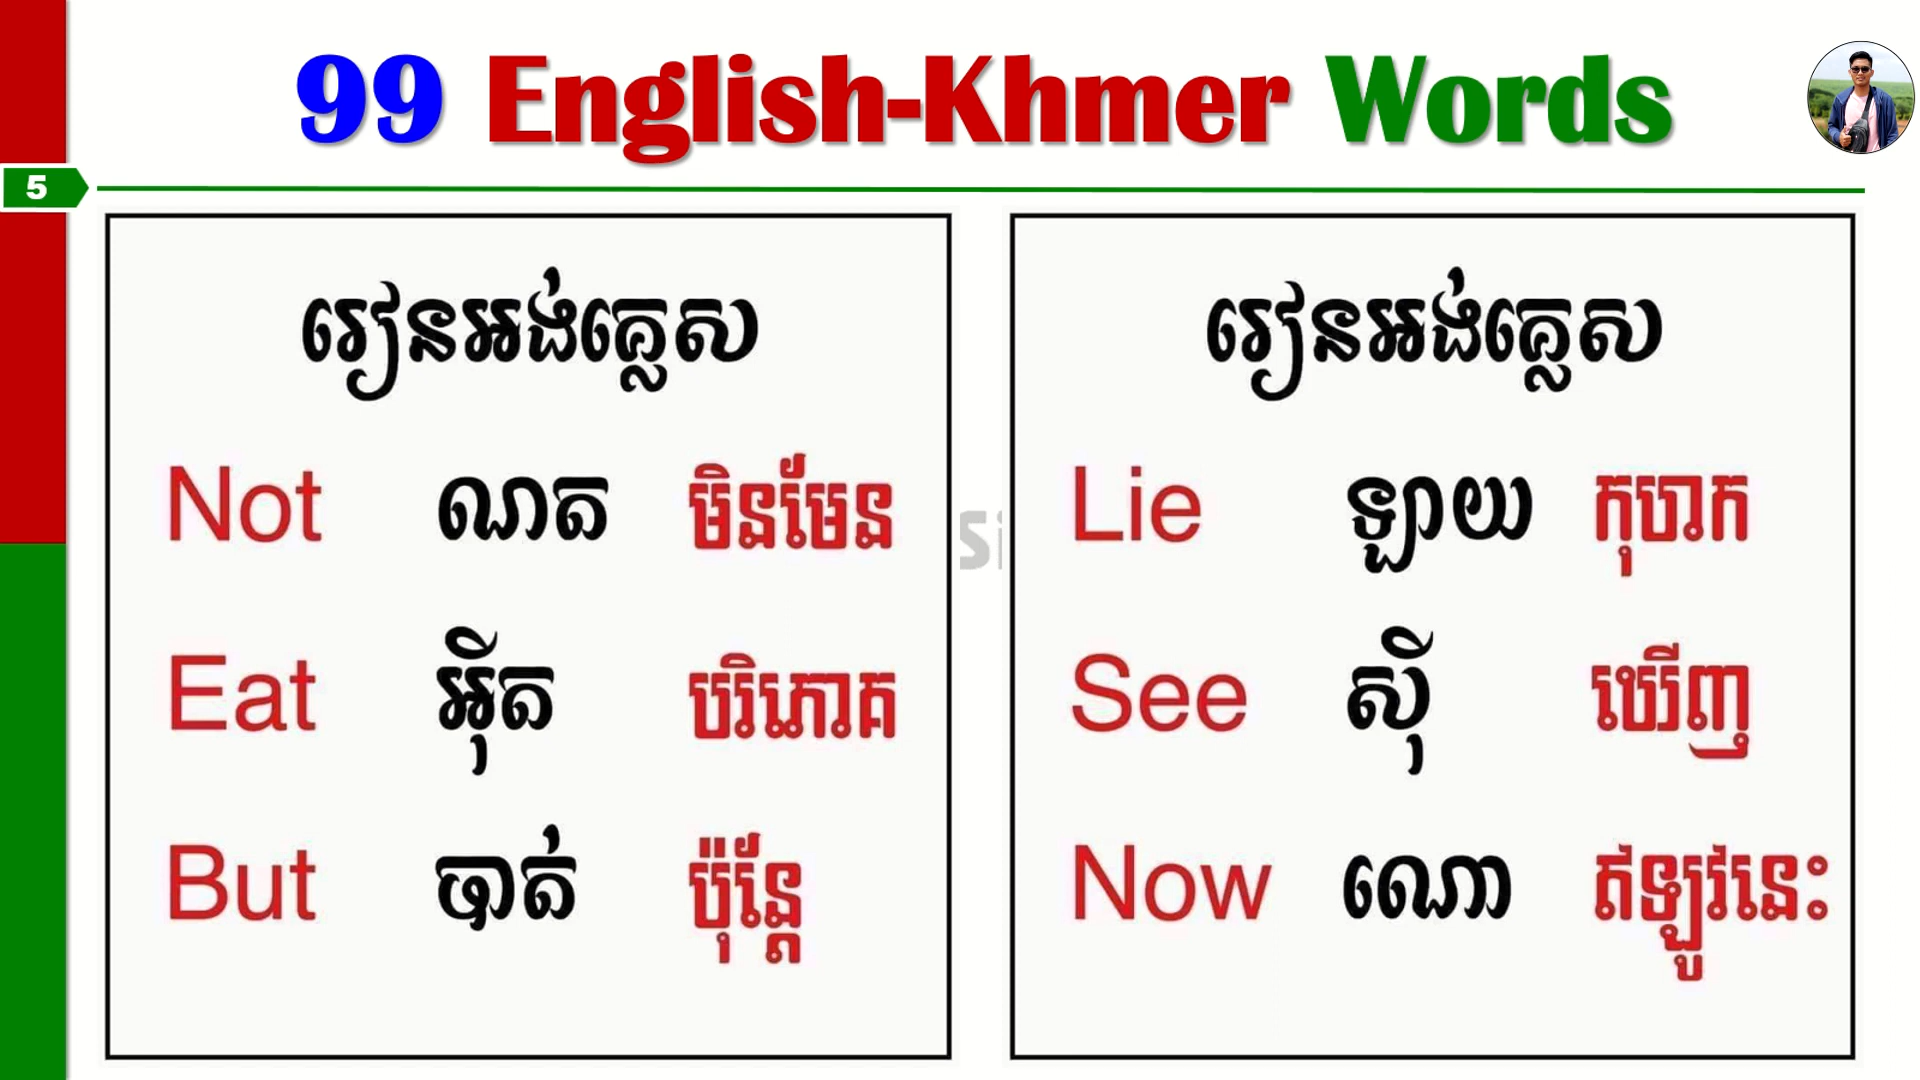 99 English-Khmer Words
5
រៀនអង់គ្លេស
Not ណត មិនមែន
Eat អ៊ីត បរិភោគ
But បាត់ ប៉ុន្តែ
Si
រៀនអង់គ្លេស
Lie ឡាយ កុហក
See ស៊ី ឃើញ
Now ណោ ឥឡូវនេះ